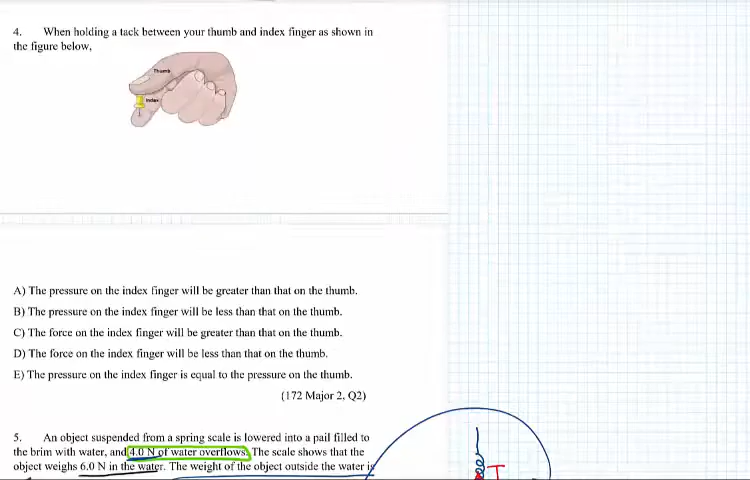 4. When holding a tack between your thumb and index finger as shown in
the figure below,
Thumb
Index
A) The pressure on the index finger will be greater than that on the thumb.
B) The pressure on the index finger will be less than that on the thumb.
C) The force on the index finger will be greater than that on the thumb.
D) The force on the index finger will be less than that on the thumb.
E) The pressure on the index finger is equal to the pressure on the thumb.
(172 Major 2, Q2)
5. An object suspended from a spring scale is lowered into a pail filled to
the brim with water, and 4.0 N of water overflows. The scale shows that the
object weighs 6.0 N in the water. The weight of the object outside the water is
T